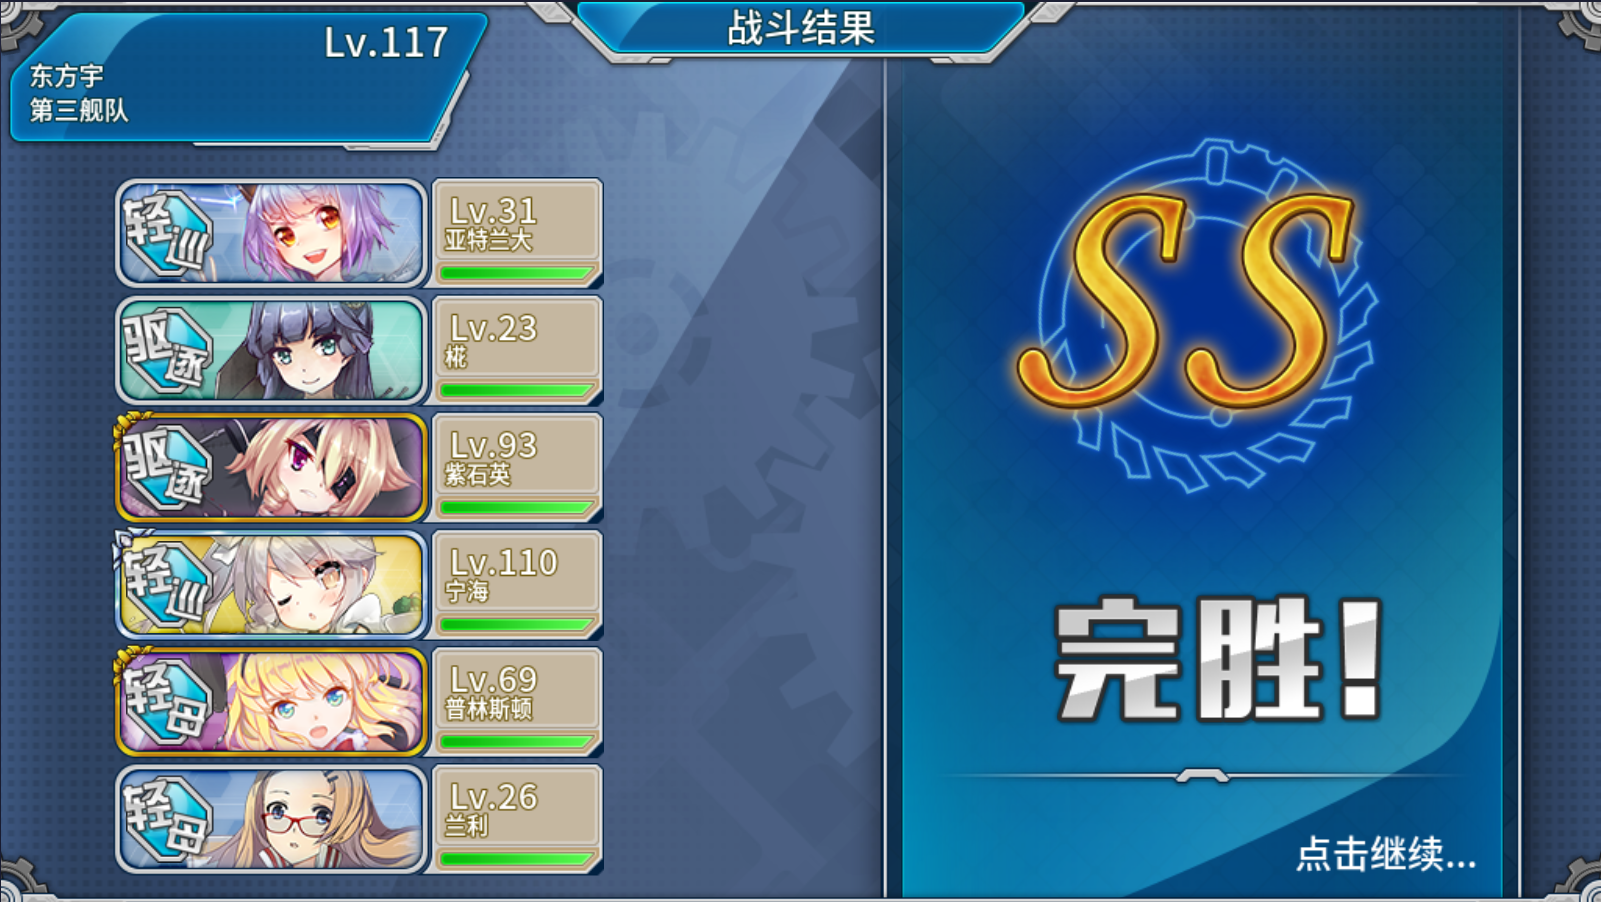 战斗结果
Lv.117
东方宇
第三舰队
轻巡
Lv.31
亚特兰大
驱逐
Lv.23
椛
驱逐
Lv.93
紫石英
轻巡
Lv.110
宁海
轻母
Lv.69
普林斯顿
轻母
Lv.26
兰利
SS
完胜!
点击继续...